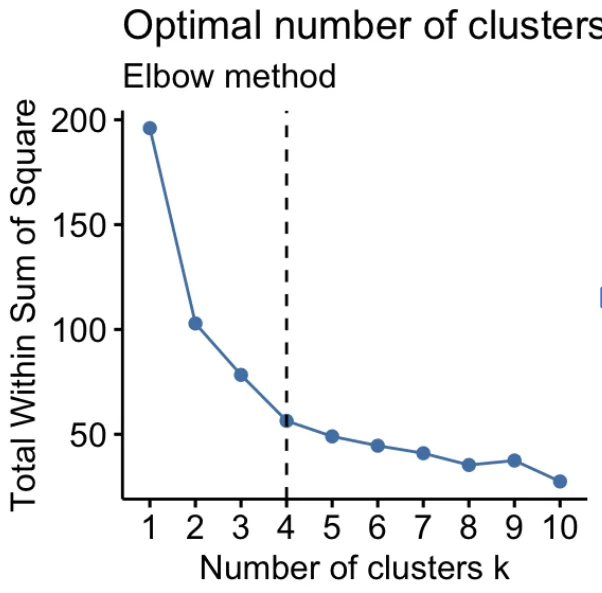 Optimal number of clusters
Elbow method
Total Within Sum of Square
200
150
100
50
1 2 3 4 5 6 7 8 9 10
Number of clusters k